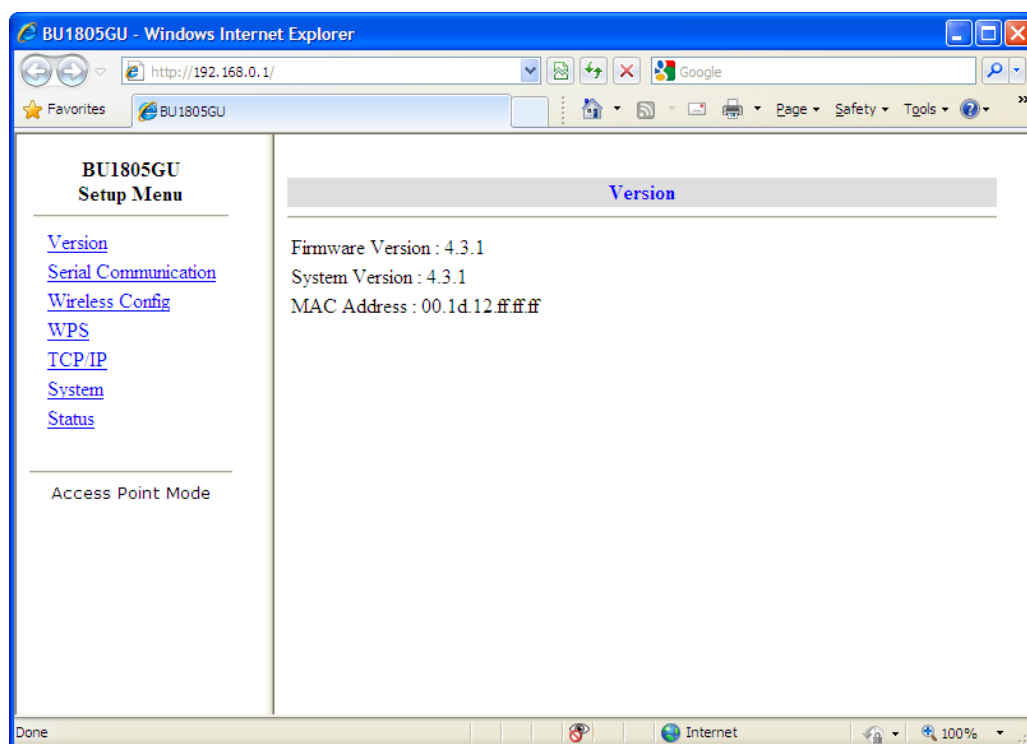 BU1805GU - Windows Internet Explorer
http://192.168.0.1/
Google
Favorites
BU1805GU
Page
Safety
Tools
»
BU1805GU
Setup Menu
Version
Serial Communication
Wireless Config
WPS
TCP/IP
System
Status
Access Point Mode
Version
Firmware Version : 4.3.1
System Version : 4.3.1
MAC Address : 00.1d.12.ff.ff.ff
Done
Internet
100%